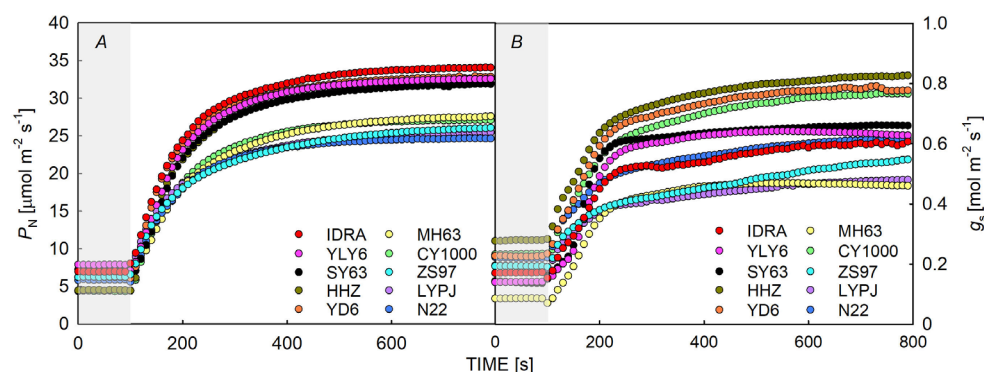 A
B
40
35
30
25
20
15
10
5
0
P_N [μmol m⁻² s⁻¹]
1.0
0.8
0.6
0.4
0.2
0.0
g_s [mol m⁻² s⁻¹]
IDRA MH63
YLY6 CY1000
SY63 ZS97
HHZ LYPJ
YD6 N22
IDRA MH63
YLY6 CY1000
SY63 ZS97
HHZ LYPJ
YD6 N22
0 200 400 600 0 200 400 600 800
TIME [s]